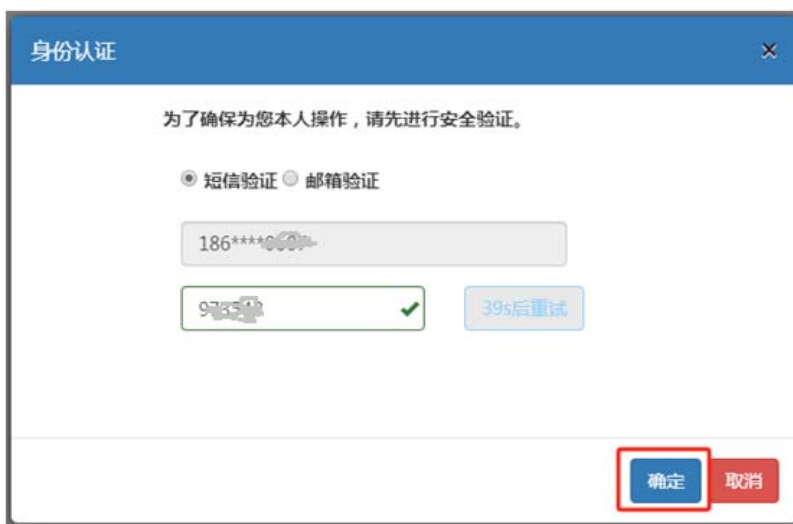 身份认证
为了确保为您本人操作，请先进行安全验证。
短信验证 邮箱验证
186****
39s后重试
确定 取消